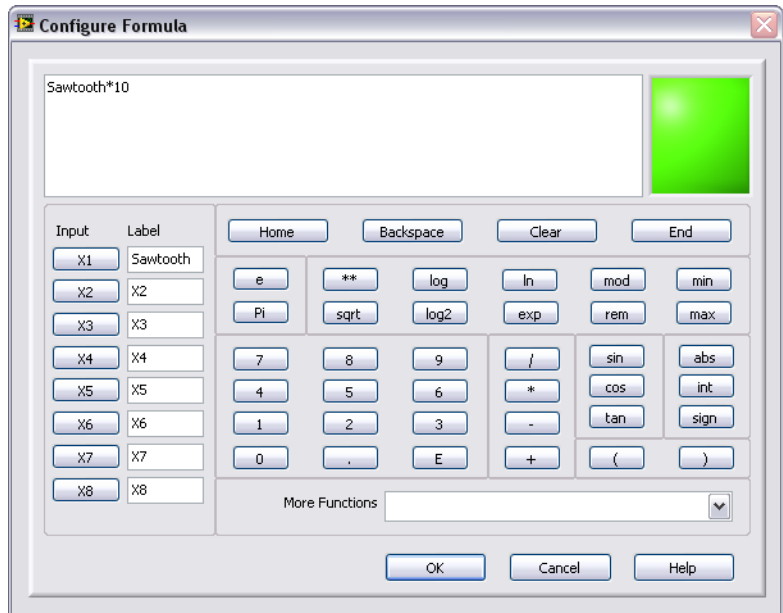 Configure Formula
Sawtooth*10
Input Label
Home Backspace Clear End
X1 Sawtooth
e ** log ln mod min
X2 X2
Pi sqrt log2 exp rem max
X3 X3
X4 X4
7 8 9 / sin abs
X5 X5
4 5 6 * cos int
X6 X6
1 2 3 - tan sign
X7 X7
0 . E + ( )
X8 X8
More Functions
OK Cancel Help